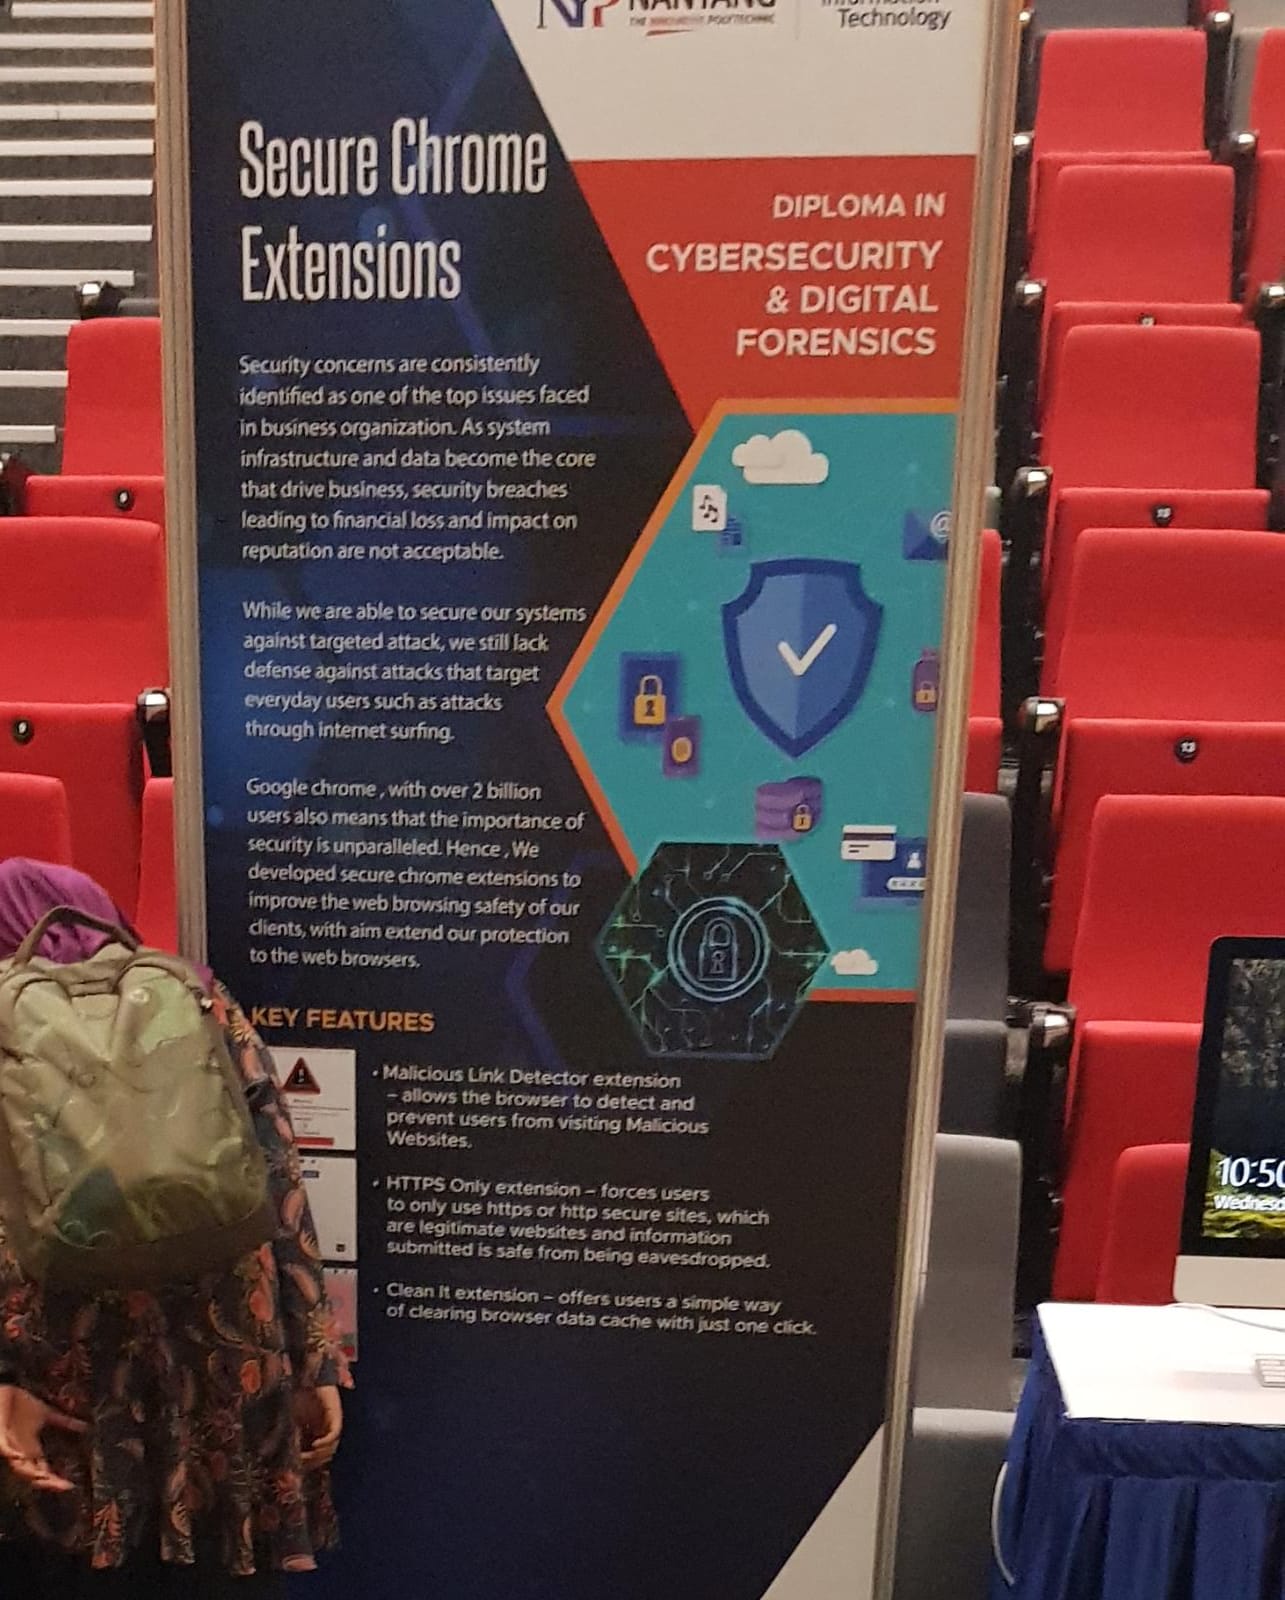 NANYANG
THE INNOVATIVE POLYTECHNIC
Information
Technology
Secure Chrome
Extensions
DIPLOMA IN
CYBERSECURITY
& DIGITAL
FORENSICS
Security concerns are consistently
identified as one of the top issues faced
in business organization. As system
infrastructure and data become the core
that drive business, security breaches
leading to financial loss and impact on
reputation are not acceptable.
While we are able to secure our systems
against targeted attack, we still lack
defense against attacks that target
everyday users such as attacks
through internet surfing.
Google chrome , with over 2 billion
users also means that the importance of
security is unparalleled. Hence , We
developed secure chrome extensions to
improve the web browsing safety of our
clients, with aim extend our protection
to the web browsers.
KEY FEATURES
• Malicious Link Detector extension
– allows the browser to detect and
prevent users from visiting Malicious
Websites.
• HTTPS Only extension – forces users
to only use https or http secure sites, which
are legitimate websites and information
submitted is safe from being eavesdropped.
• Clean It extension – offers users a simple way
of clearing browser data cache with just one click.
10:50
Wednesd